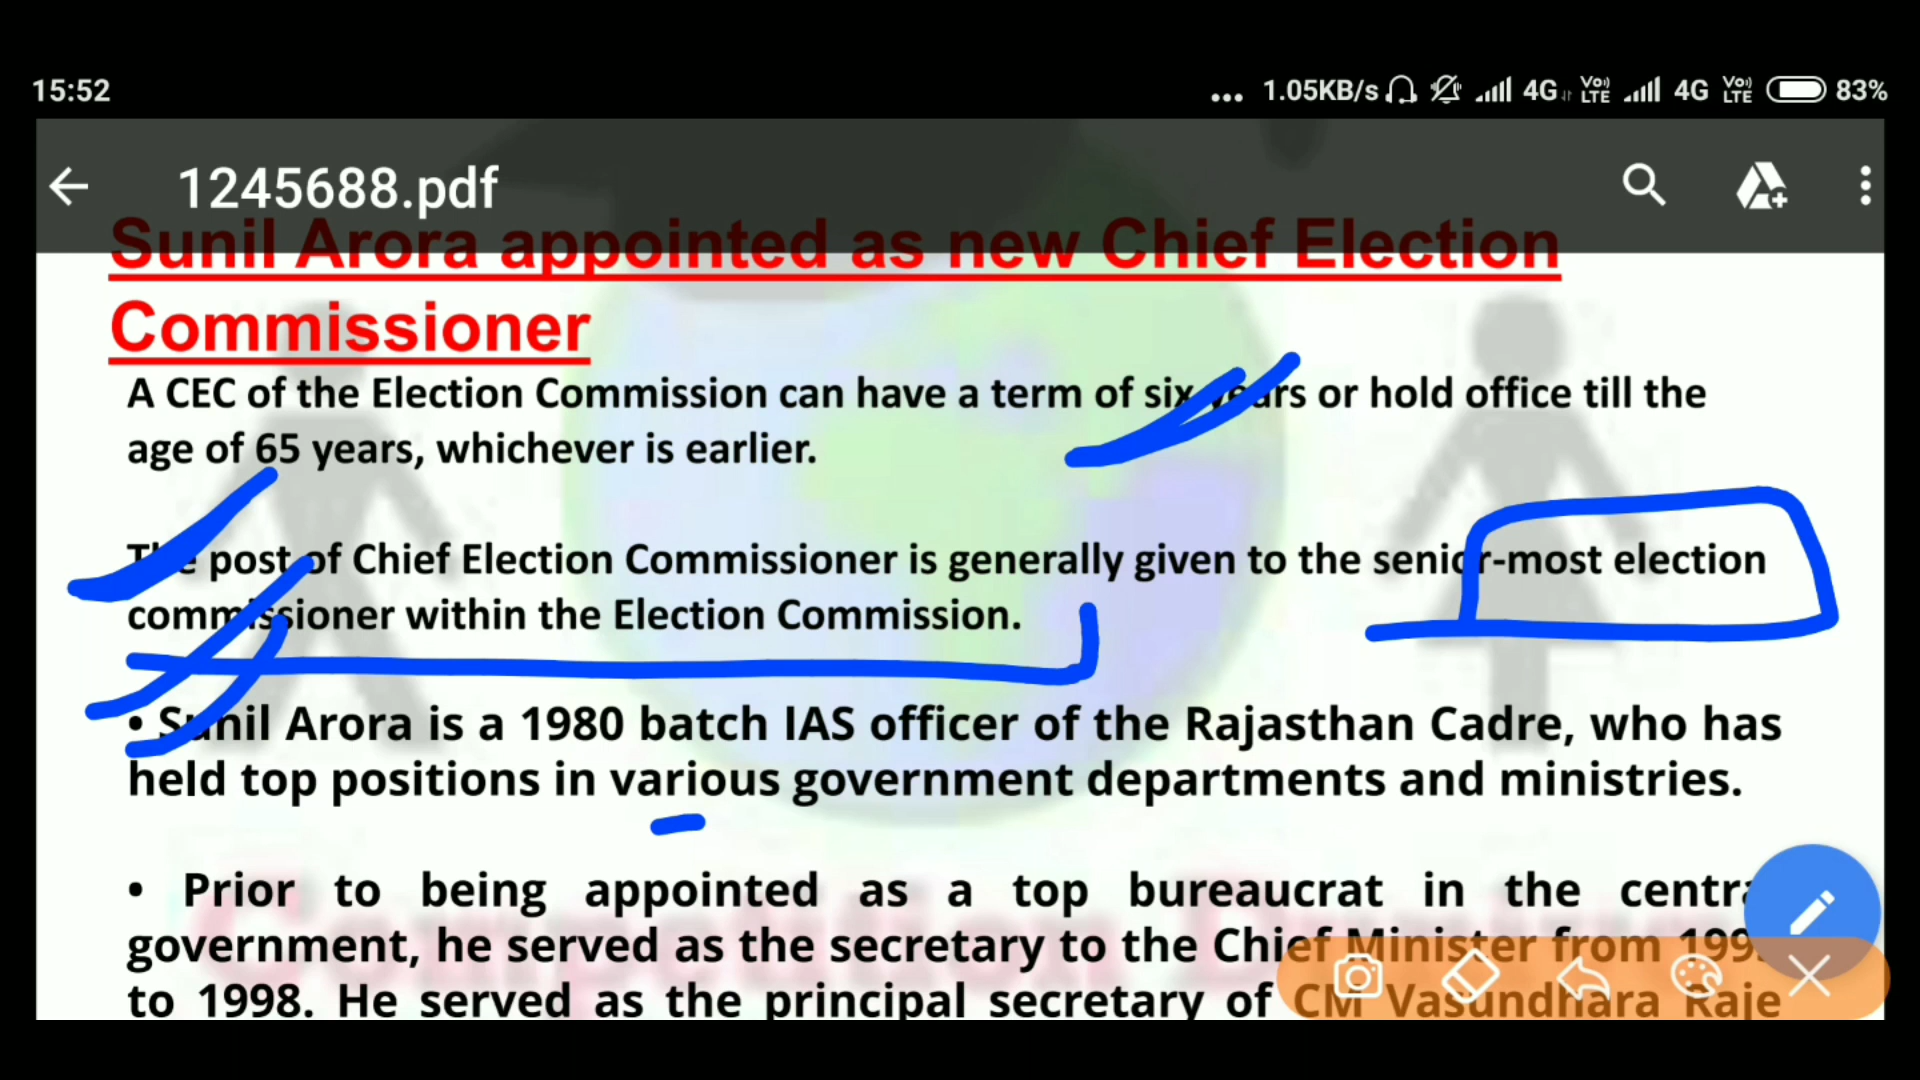 15:52
... 1.05KB/s 4G VoLTE 4G VoLTE 83%
1245688.pdf
Sunil Arora appointed as new Chief Election
Commissioner
A CEC of the Election Commission can have a term of six years or hold office till the
age of 65 years, whichever is earlier.
The post of Chief Election Commissioner is generally given to the senior-most election
commissioner within the Election Commission.
• Sunil Arora is a 1980 batch IAS officer of the Rajasthan Cadre, who has
held top positions in various government departments and ministries.
• Prior to being appointed as a top bureaucrat in the centra
government, he served as the secretary to the Chief Minister from 199
to 1998. He served as the principal secretary of CM Vasundhara Raje